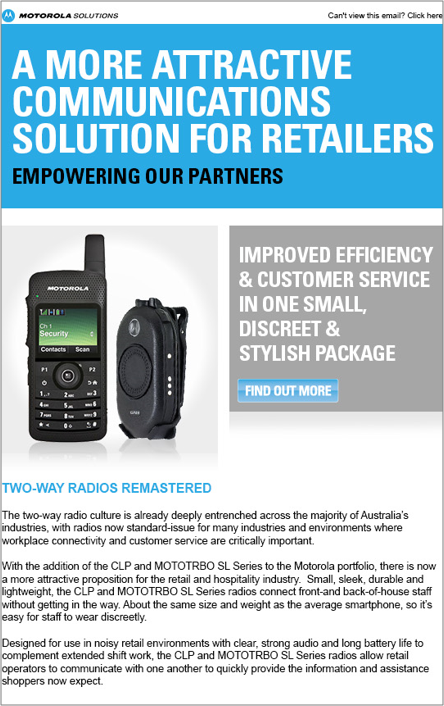 MOTOROLA SOLUTIONS
Can't view this email? Click here
A MORE ATTRACTIVE
COMMUNICATIONS
SOLUTION FOR RETAILERS
EMPOWERING OUR PARTNERS
IMPROVED EFFICIENCY
& CUSTOMER SERVICE
IN ONE SMALL,
DISCREET &
STYLISH PACKAGE
FIND OUT MORE
MOTOROLA
Ch 1
Security
Contacts Scan
P1 P2
TWO-WAY RADIOS REMASTERED
The two-way radio culture is already deeply entrenched across the majority of Australia's
industries, with radios now standard-issue for many industries and environments where
workplace connectivity and customer service are critically important.
With the addition of the CLP and MOTOTRBO SL Series to the Motorola portfolio, there is now
a more attractive proposition for the retail and hospitality industry. Small, sleek, durable and
lightweight, the CLP and MOTOTRBO SL Series radios connect front-and back-of-house staff
without getting in the way. About the same size and weight as the average smartphone, so it's
easy for staff to wear discreetly.
Designed for use in noisy retail environments with clear, strong audio and long battery life to
complement extended shift work, the CLP and MOTOTRBO SL Series radios allow retail
operators to communicate with one another to quickly provide the information and assistance
shoppers now expect.